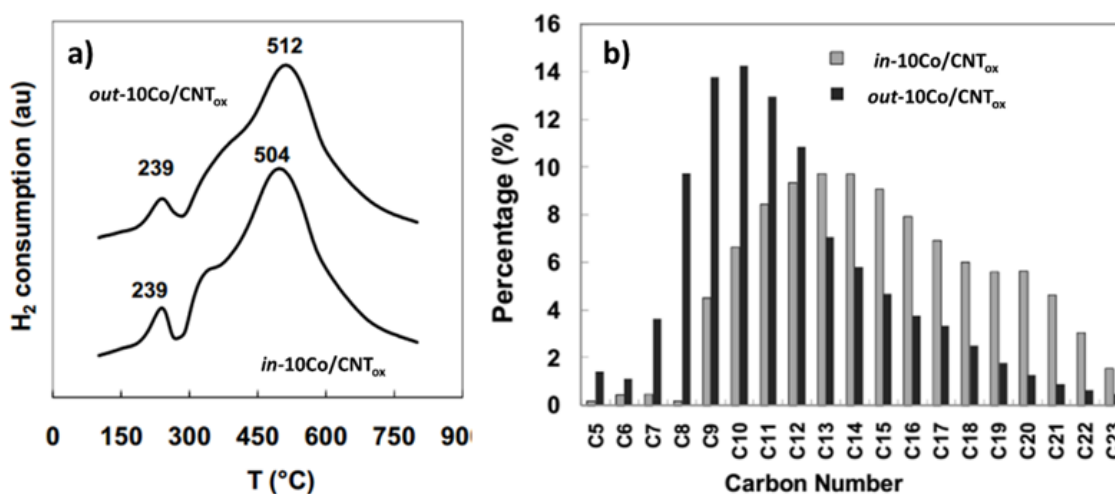 a)
512
out-10Co/CNTox
239
504
239
in-10Co/CNTox
H2 consumption (au)
0 150 300 450 600 750 900
T (°C)
b)
in-10Co/CNTox
out-10Co/CNTox
16
14
12
10
8
6
4
2
0
Percentage (%)
C5 C6 C7 C8 C9 C10 C11 C12 C13 C14 C15 C16 C17 C18 C19 C20 C21 C22 C23
Carbon Number